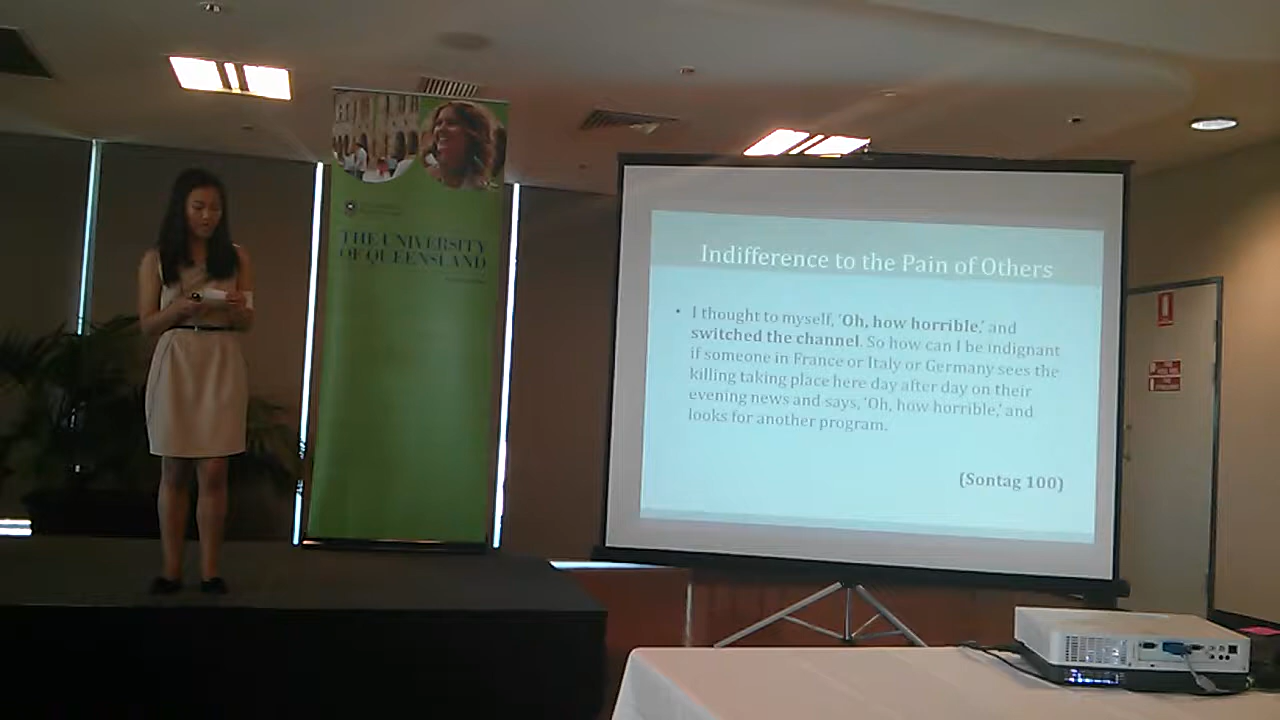 THE UNIVERSITY
OF QUEENSLAND
Indifference to the Pain of Others
• I thought to myself, ‘Oh, how horrible,’ and
switched the channel. So how can I be indignant
if someone in France or Italy or Germany sees the
killing taking place here day after day on their
evening news and says, ‘Oh, how horrible,’ and
looks for another program.
(Sontag 100)